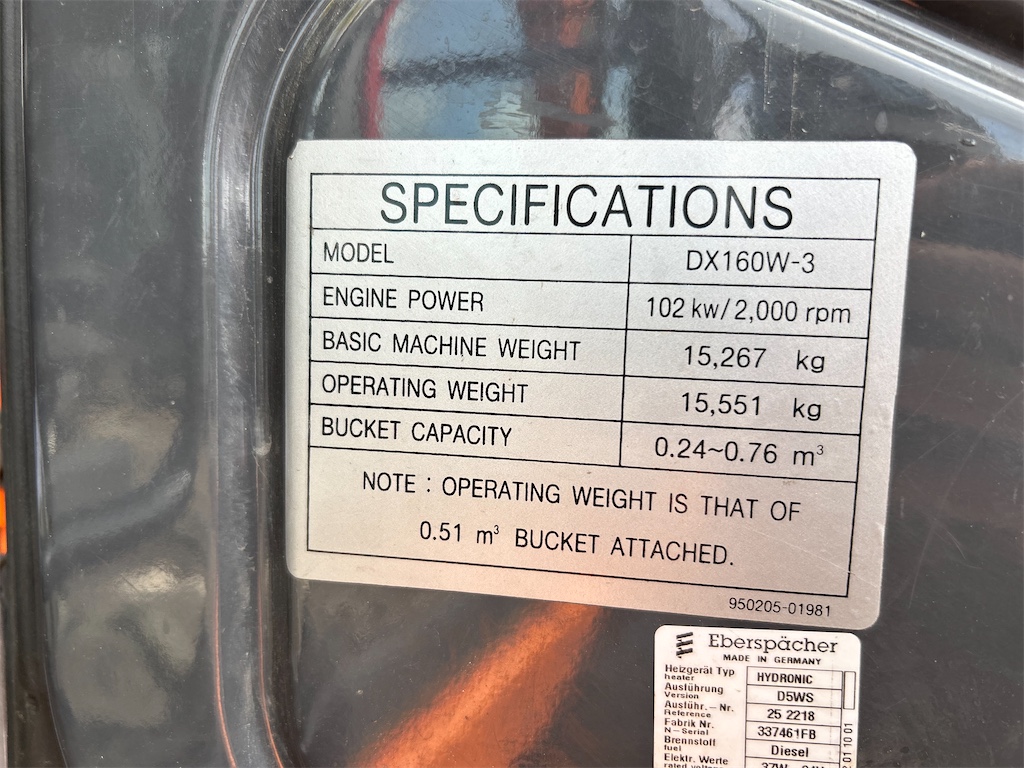 SPECIFICATIONS
MODEL DX160W-3
ENGINE POWER 102 kw/2,000 rpm
BASIC MACHINE WEIGHT 15,267 kg
OPERATING WEIGHT 15,551 kg
BUCKET CAPACITY 0.24~0.76 m³
NOTE : OPERATING WEIGHT IS THAT OF
0.51 m³ BUCKET ATTACHED.
950205-01981
Eberspächer
MADE IN GERMANY
Heizgerät Typ
heater
HYDRONIC
Ausführung
Version
D5WS
Ausführ.-Nr.
Reference
25 2218
Fabrik Nr.
N-Serial
337461FB
Brennstoff
fuel
Diesel
Elektr. Werte